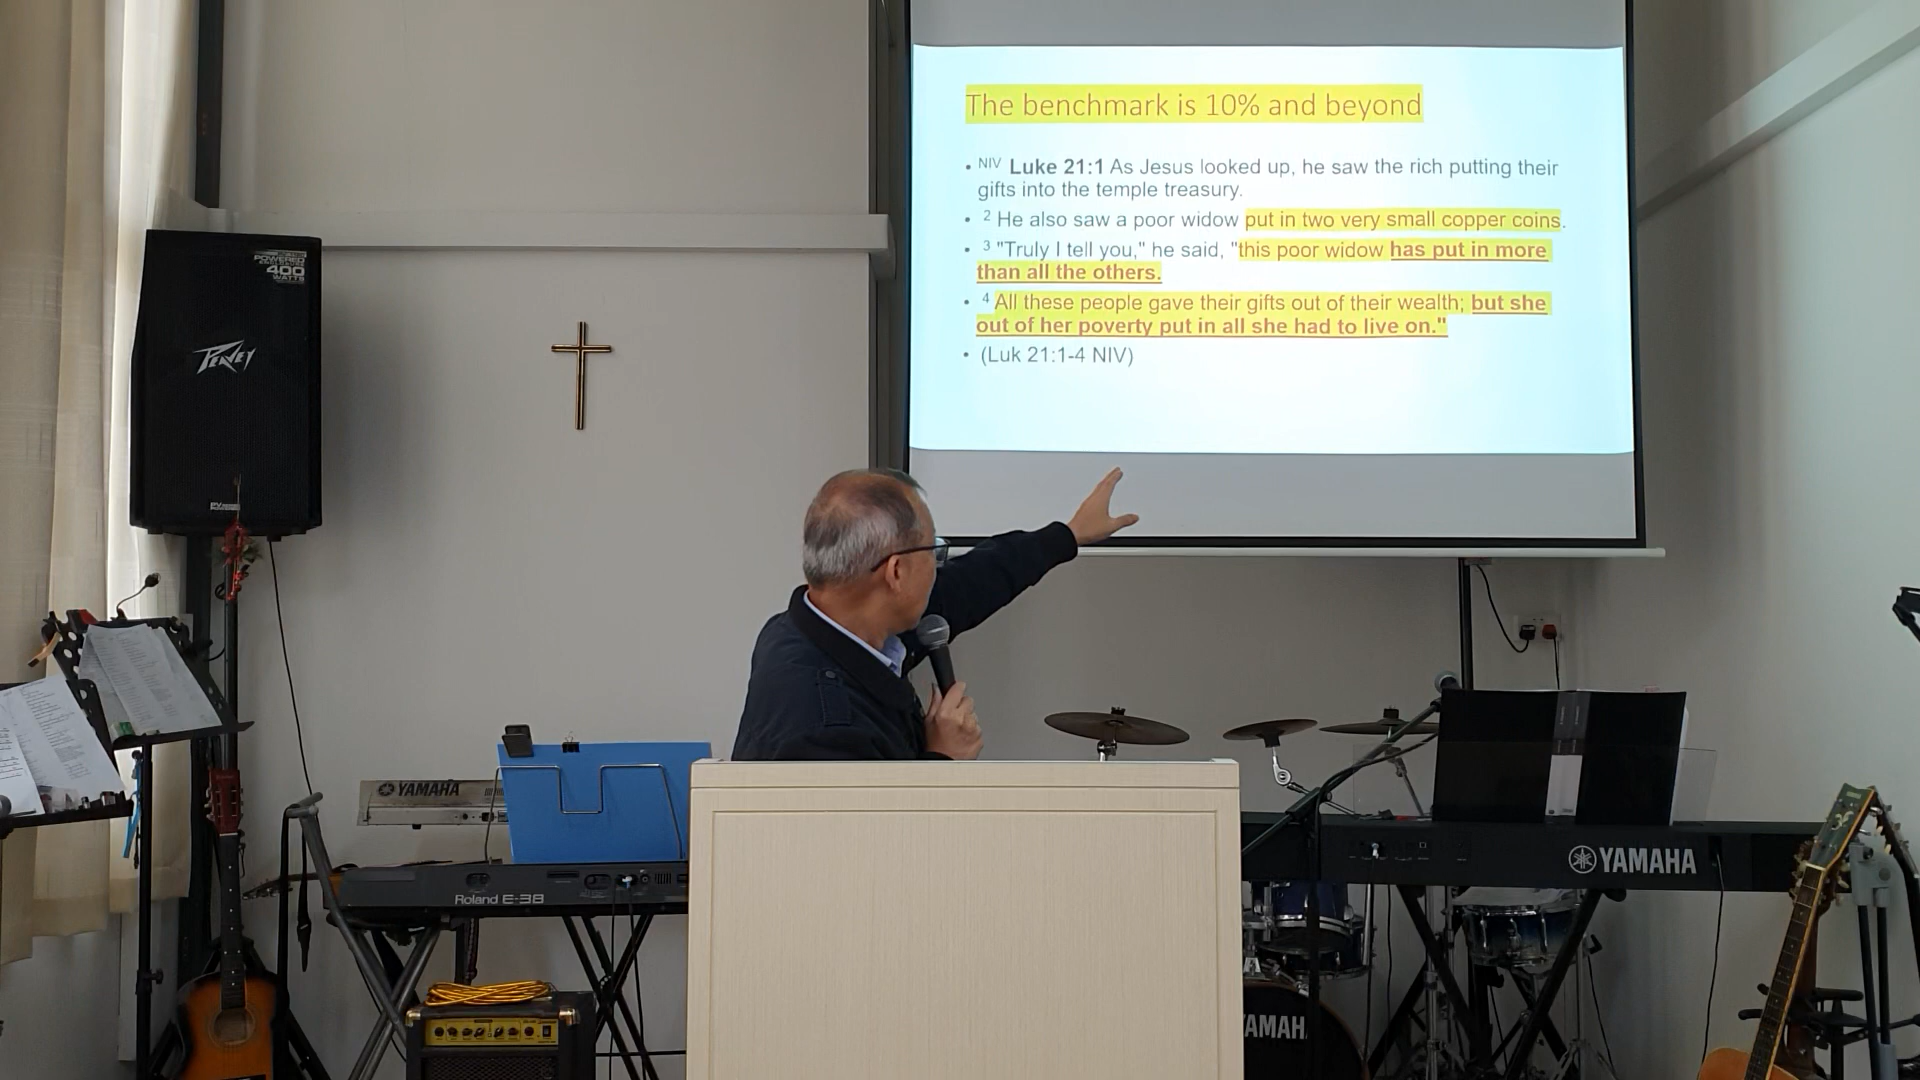 The benchmark is 10% and beyond
• NIV Luke 21:1 As Jesus looked up, he saw the rich putting their
gifts into the temple treasury.
• 2 He also saw a poor widow put in two very small copper coins.
• 3 "Truly I tell you," he said, "this poor widow has put in more
than all the others.
• 4 All these people gave their gifts out of their wealth; but she
out of her poverty put in all she had to live on."
• (Luk 21:1-4 NIV)
POWERED
400
WATTS
PEAVEY
YAMAHA
Roland E-38
YAMAHA
YAMAH